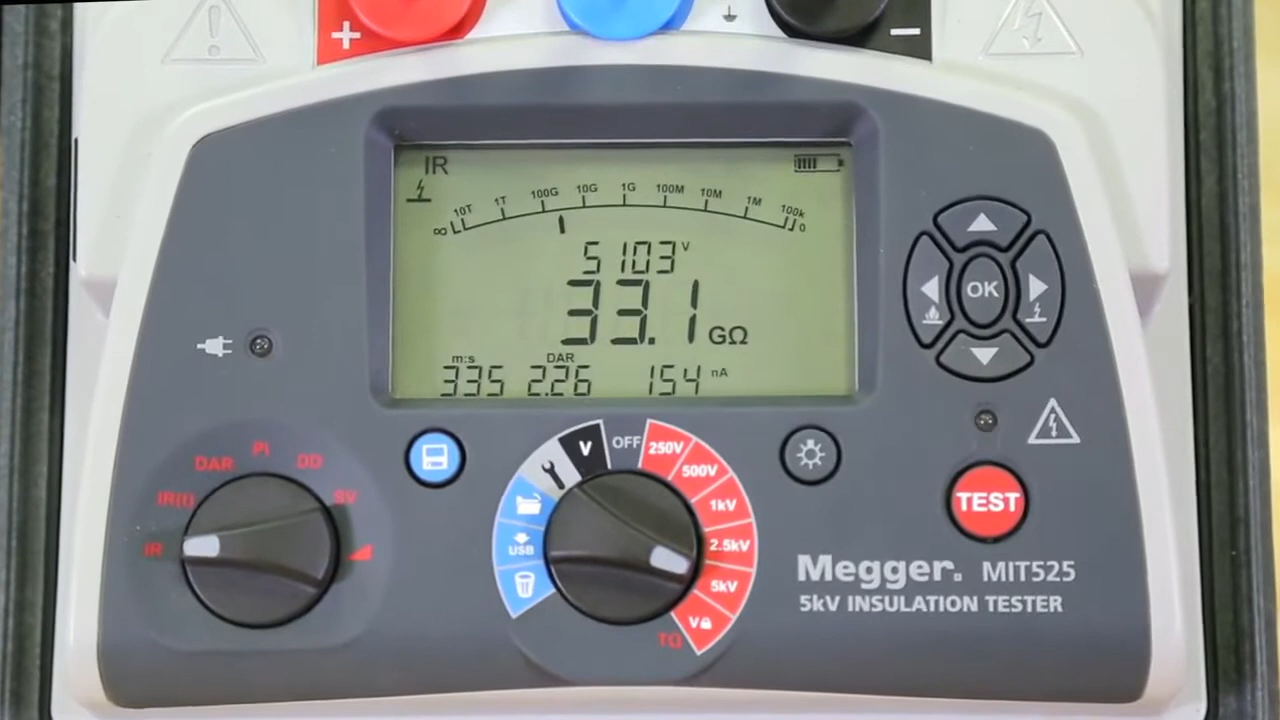 +
−
IR
10T 1T 100G 10G 1G 100M 10M 1M 100k
∞ 0
5103 V
33.1 GΩ
m:s DAR
335 2.26 154 nA
OK
DAR PI DD
IR(t) SV
IR
V OFF 250V
500V
1kV
USB 2.5kV
5kV
V
TΩ
TEST
Megger. MIT525
5kV INSULATION TESTER